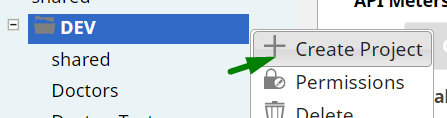 shared
DEV
shared
Doctors
API Meters
Create Project
Permissions
Delete